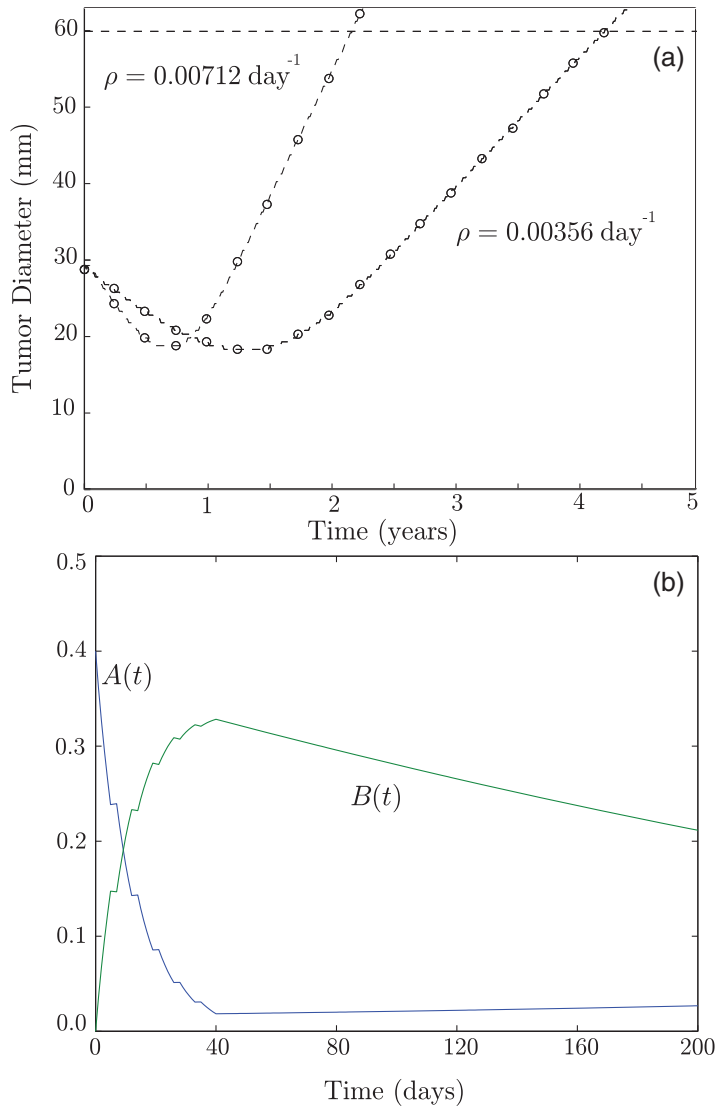 60
(a)
ρ = 0.00712 day⁻¹
50
40
ρ = 0.00356 day⁻¹
30
20
10
0
Tumor Diameter (mm)
0 1 2 3 4 5
Time (years)
0.5
(b)
0.4
A(t)
0.3
B(t)
0.2
0.1
0.0
0 40 80 120 160 200
Time (days)